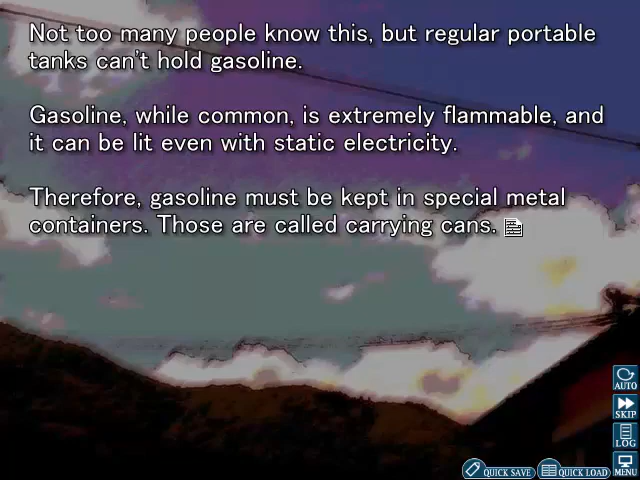 Not too many people know this, but regular portable
tanks can't hold gasoline.
Gasoline, while common, is extremely flammable, and
it can be lit even with static electricity.
Therefore, gasoline must be kept in special metal
containers. Those are called carrying cans.
AUTO
SKIP
LOG
MENU
QUICK SAVE
QUICK LOAD